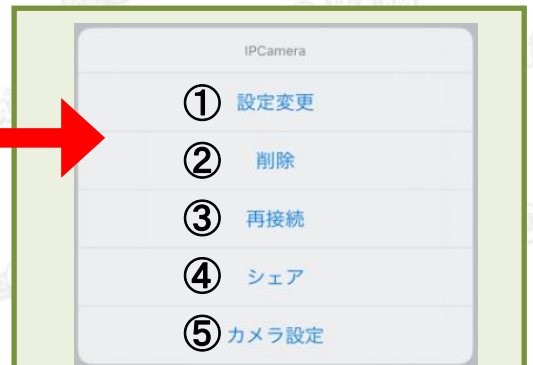 IPCamera
① 設定変更
② 削除
③ 再接続
④ シェア
⑤ カメラ設定